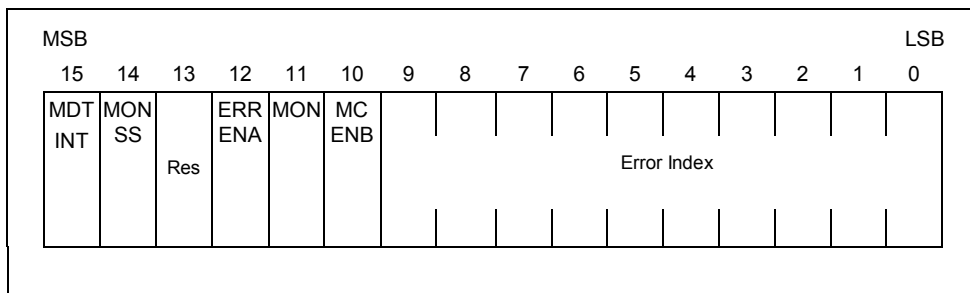 MSB LSB
15 14 13 12 11 10 9 8 7 6 5 4 3 2 1 0
MDT MON ERR MON MC
INT SS ENA ENB
Res Error Index